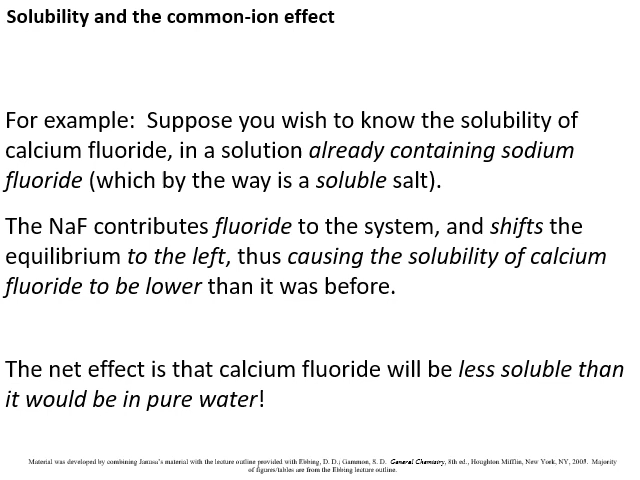 Solubility and the common-ion effect
For example:  Suppose you wish to know the solubility of
calcium fluoride, in a solution already containing sodium
fluoride (which by the way is a soluble salt).
The NaF contributes fluoride to the system, and shifts the
equilibrium to the left, thus causing the solubility of calcium
fluoride to be lower than it was before.
The net effect is that calcium fluoride will be less soluble than
it would be in pure water!
Material was developed by combining Janusa's material with the lecture outline provided with Ebbing, D. D.; Gammon, S. D.  General Chemistry, 8th ed., Houghton Mifflin, New York, NY, 2005.  Majority
of figures/tables are from the Ebbing lecture outline.